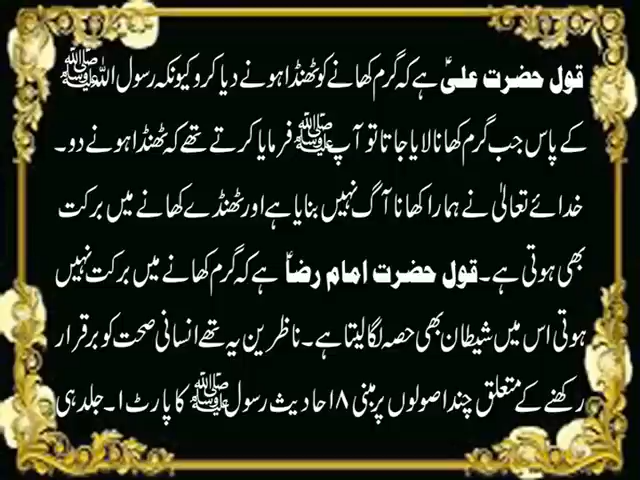 قول حضرت علیؑ ہے کہ گرم کھانے کو ٹھنڈا ہونے دیا کرو کیونکہ رسول اللہ ﷺ
کے پاس جب گرم کھانا لایا جاتا تو آپ ﷺ فرمایا کرتے تھے کہ ٹھنڈا ہونے دو۔
خدائے تعالیٰ نے ہمارا کھانا آگ نہیں بنایا ہے اور ٹھنڈے کھانے میں برکت
بھی ہوتی ہے۔ قول حضرت امام رضاؑ ہے کہ گرم کھانے میں برکت نہیں
ہوتی اس میں شیطان بھی حصہ لگا لیتا ہے۔ ناظرین یہ تھے انسانی صحت کو برقرار
رکھنے کے متعلق چند اصولوں پر مبنی ۱۸ احادیث رسول ﷺ کا پارٹ ۱۔ جلد ہی